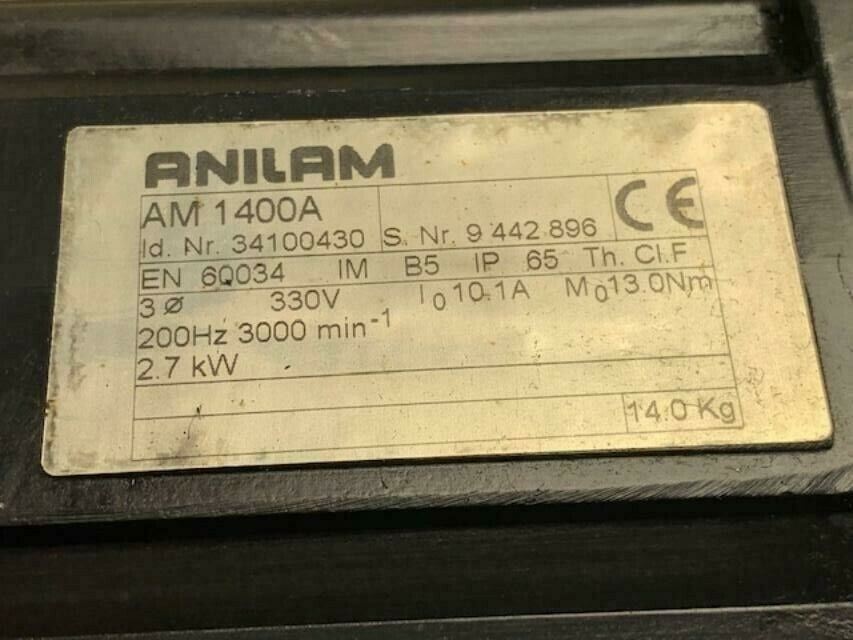 ANILAM
AM 1400A CE
Id. Nr. 34100430 S. Nr. 9 442 896
EN 60034 IM B5 IP 65 Th. Cl.F
3 ø 330V I0 10.1A M0 13.0Nm
200Hz 3000 min-1
2.7 kW
14.0 Kg